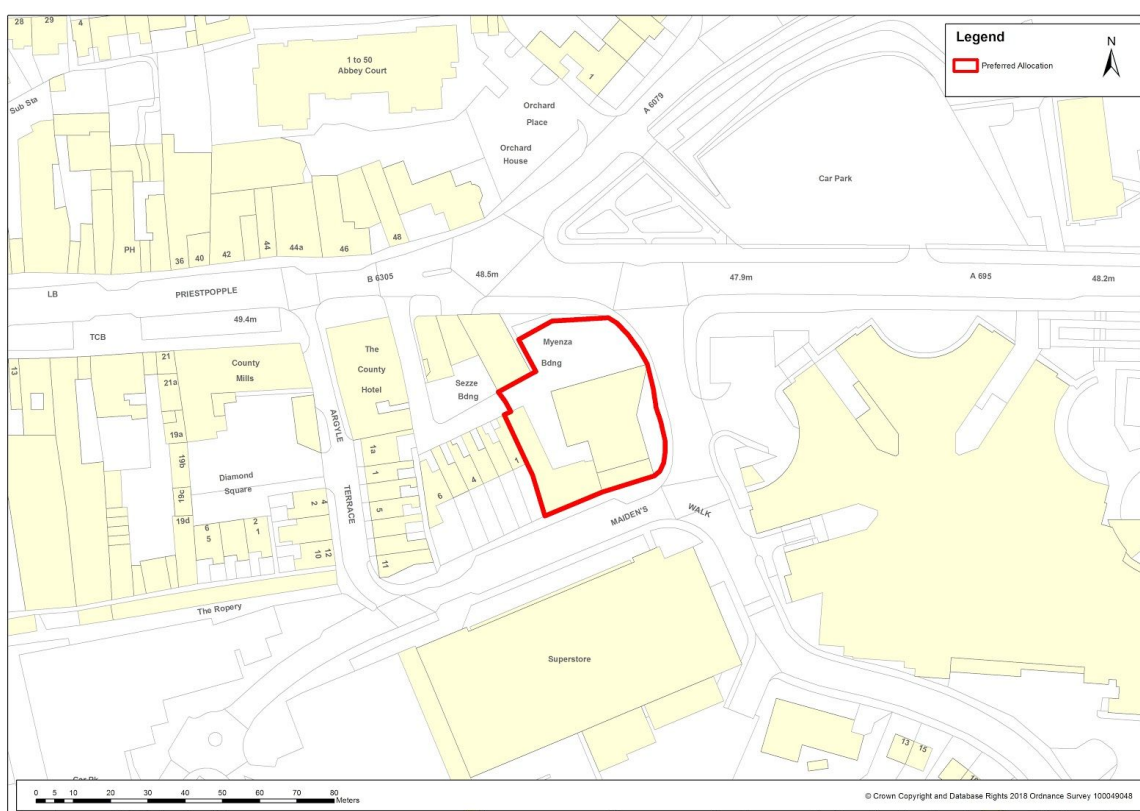 28
29
4
Legend
Preferred Allocation
N
1 to 50
Abbey Court
1
Sub Sta
A 6079
Orchard
Place
Orchard
House
Car Park
PH
36
40
42
44
44a
46
48
B 6305
48.5m
47.9m
A 695
48.2m
LB
PRIESTPOPPLE
49.4m
TCB
13
21
21a
County
Mills
The
County
Hotel
Sezze
Bdng
Myenza
Bdng
19a
19b
19c
19d
Diamond
Square
ARGYLE
TERRACE
1a
1
5
11
6
4
1
2
4
6
5
2
1
10
12
MAIDEN'S
WALK
The Ropery
Superstore
13
15
Car Pk
0 5 10 20 30 40 50 60 70 80
Meters
© Crown Copyright and Database Rights 2018 Ordnance Survey 100049048